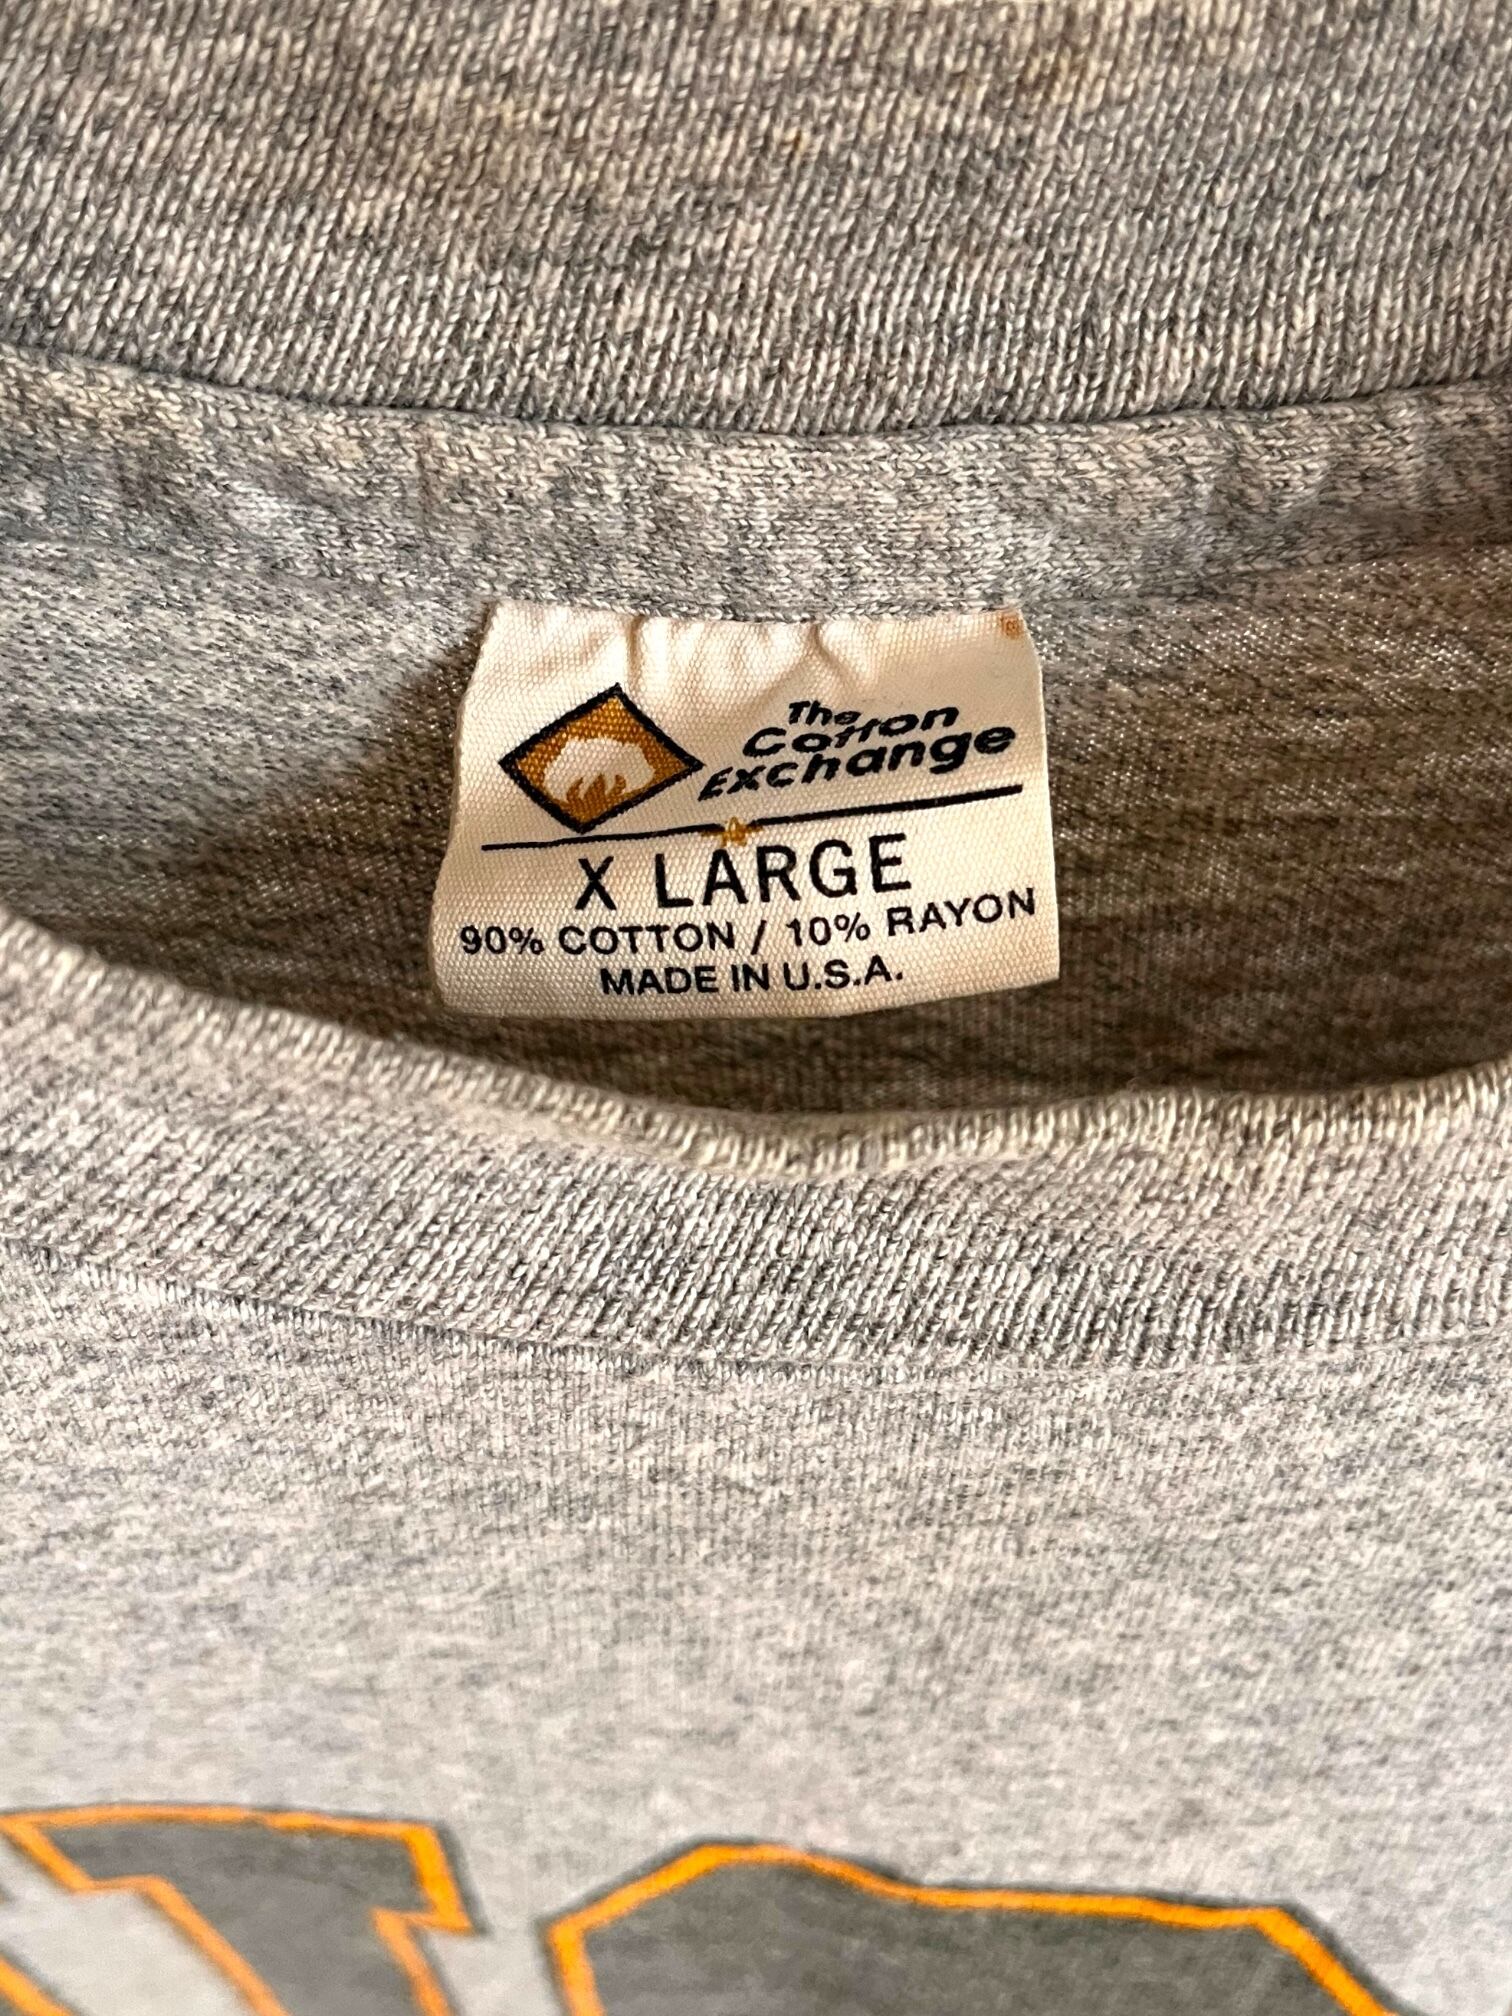 The
Cotton
Exchange
X LARGE
90% COTTON / 10% RAYON
MADE IN U.S.A.